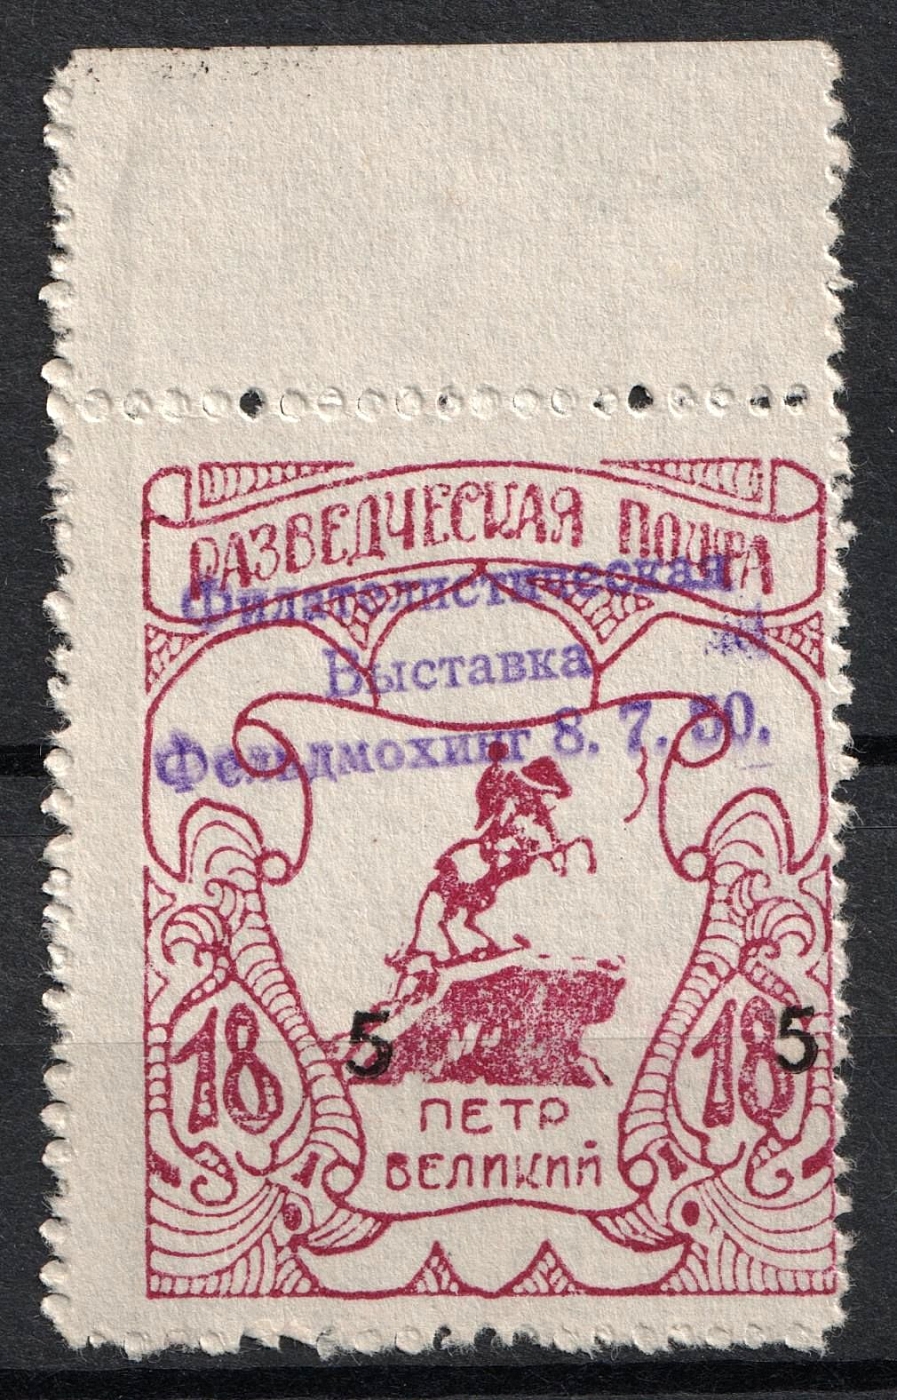 РАЗВЕДЧЕСКАЯ ПОЧТА
Филателистическая
Выставка
Фельдмохинг 8. 7. 50.
18 5 18 5
ПЕТР
ВЕЛИКИЙ